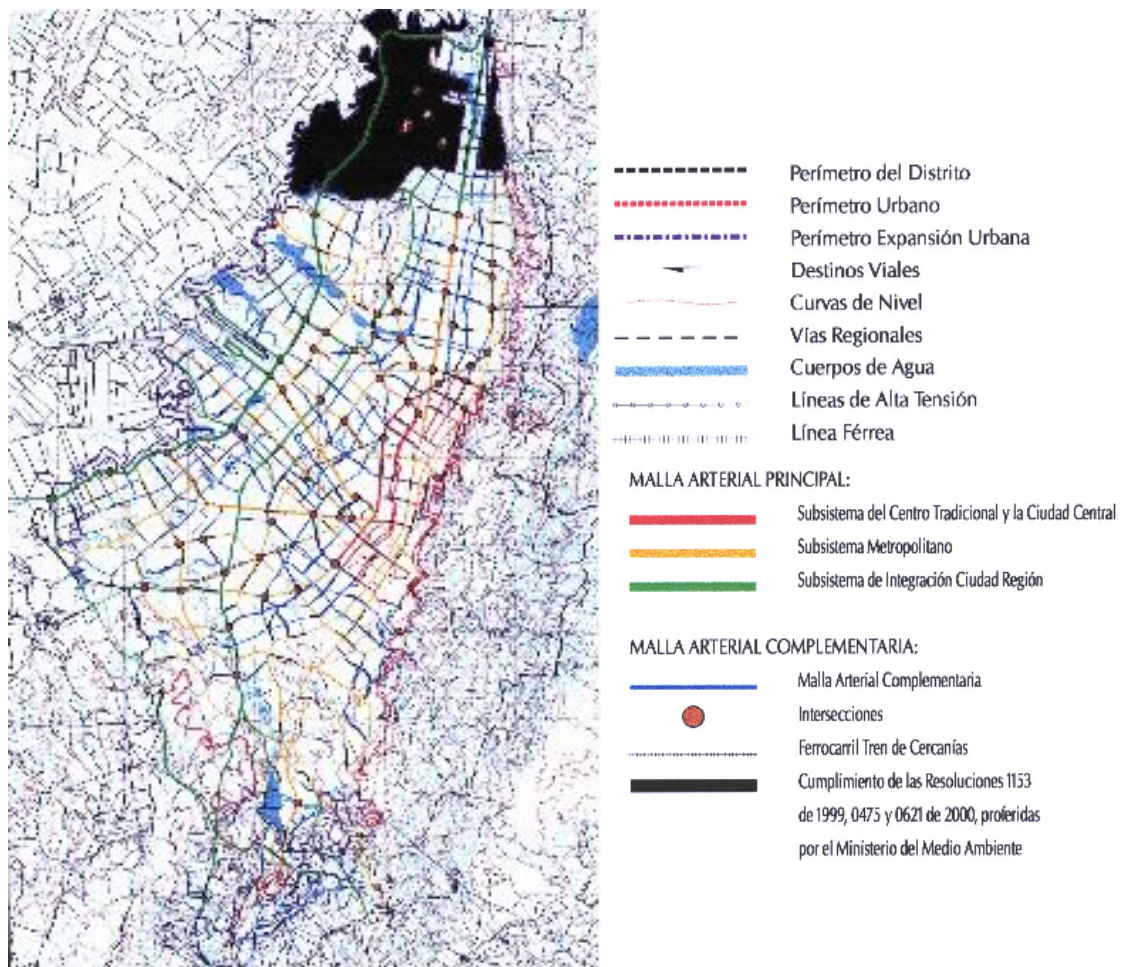 Perímetro del Distrito
Perímetro Urbano
Perímetro Expansión Urbana
Destinos Viales
Curvas de Nivel
Vías Regionales
Cuerpos de Agua
Líneas de Alta Tensión
Línea Férrea
MALLA ARTERIAL PRINCIPAL:
Subsistema del Centro Tradicional y la Ciudad Central
Subsistema Metropolitano
Subsistema de Integración Ciudad Región
MALLA ARTERIAL COMPLEMENTARIA:
Malla Arterial Complementaria
Intersecciones
Ferrocarril Tren de Cercanías
Cumplimiento de las Resoluciones 1153
de 1999, 0475 y 0621 de 2000, proferidas
por el Ministerio del Medio Ambiente